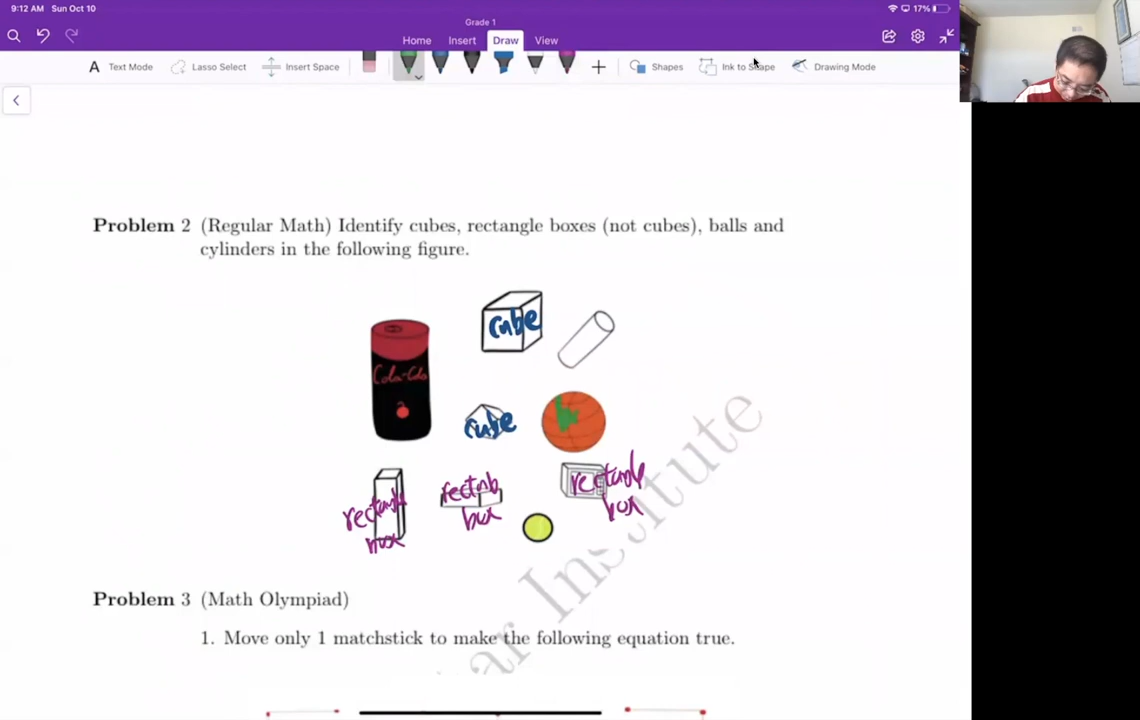 9:12 AM Sun Oct 10
17%
Grade 1
Home Insert Draw View
Text Mode Lasso Select Insert Space Shapes Ink to Shape Drawing Mode
Problem 2 (Regular Math) Identify cubes, rectangle boxes (not cubes), balls and
cylinders in the following figure.
cube
Cola-Cola
cube
rectangle
box
rectangle
box
box
Problem 3 (Math Olympiad)
1. Move only 1 matchstick to make the following equation true.
ar Institute